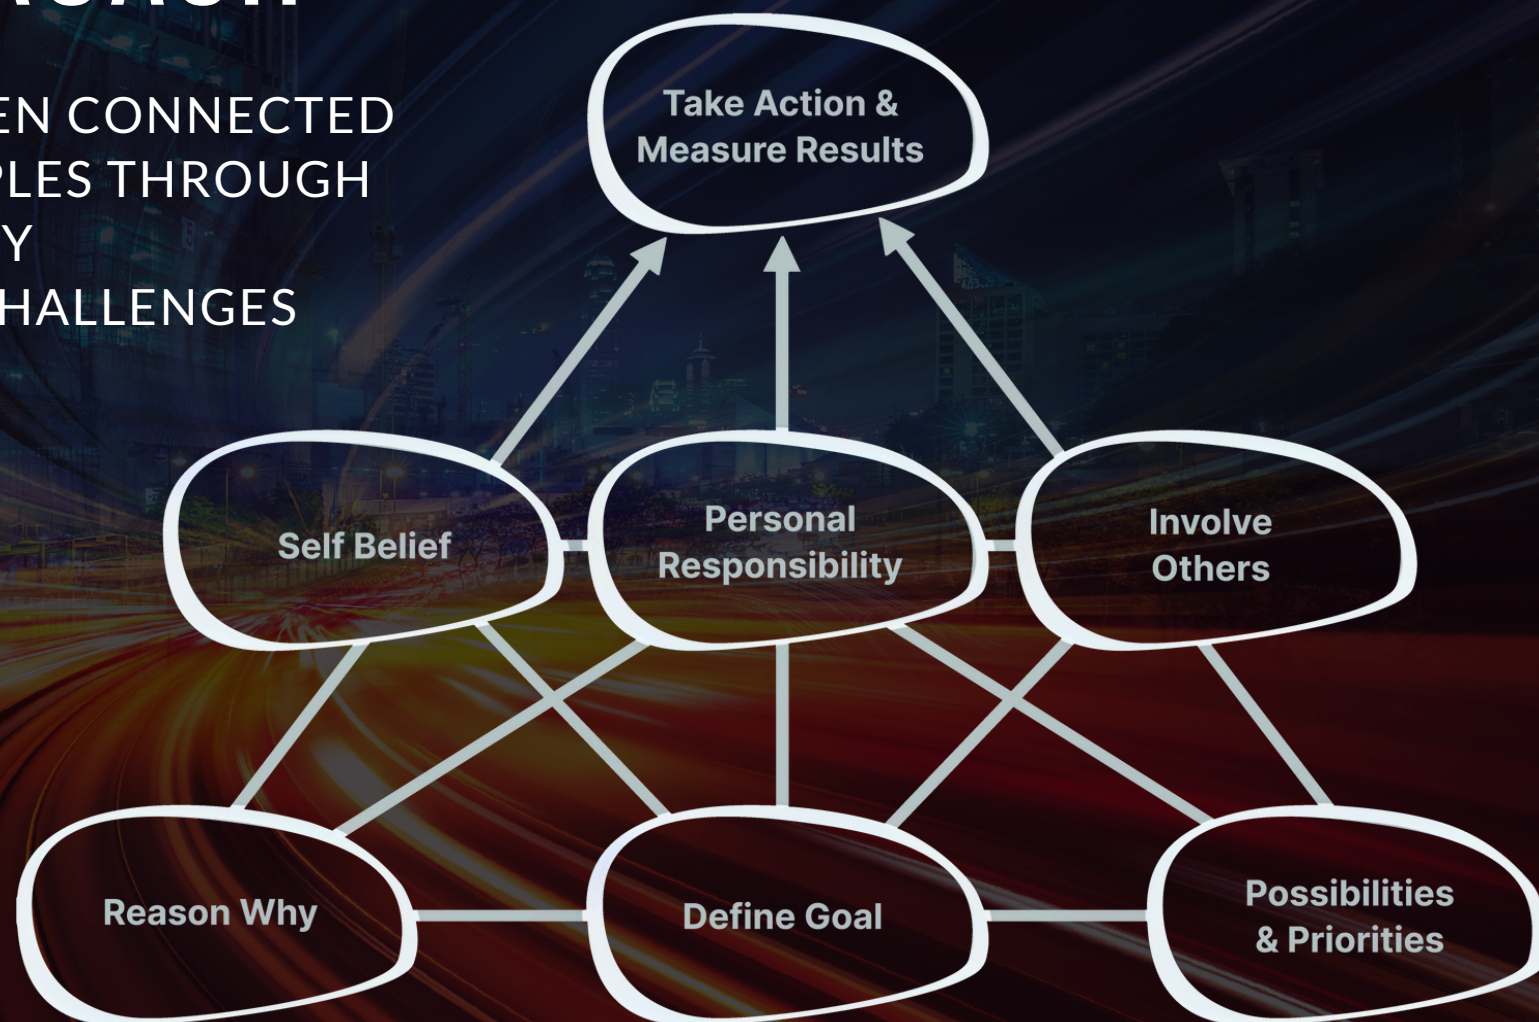 EN CONNECTED
PLES THROUGH
Y
HALLENGES
Take Action &
Measure Results
Self Belief
Personal
Responsibility
Involve
Others
Reason Why
Define Goal
Possibilities
& Priorities